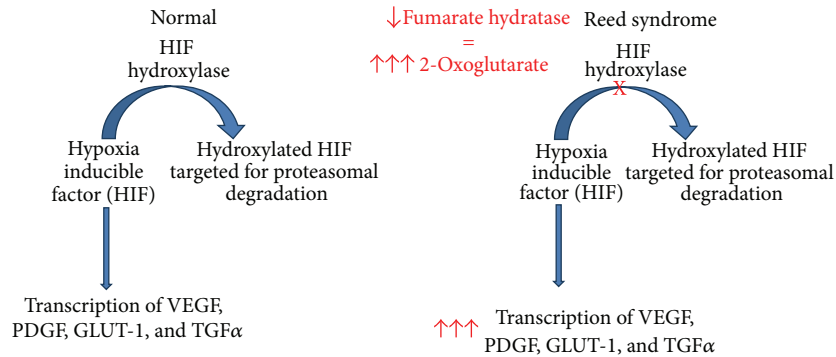 Normal
HIF
hydroxylase
Hypoxia
inducible
factor (HIF)
Hydroxylated HIF
targeted for proteasomal
degradation
Transcription of VEGF,
PDGF, GLUT-1, and TGFα
↓Fumarate hydratase
=
↑↑↑ 2-Oxoglutarate
Reed syndrome
HIF
hydroxylase
X
Hypoxia
inducible
factor (HIF)
Hydroxylated HIF
targeted for proteasomal
degradation
↑↑↑
Transcription of VEGF,
PDGF, GLUT-1, and TGFα